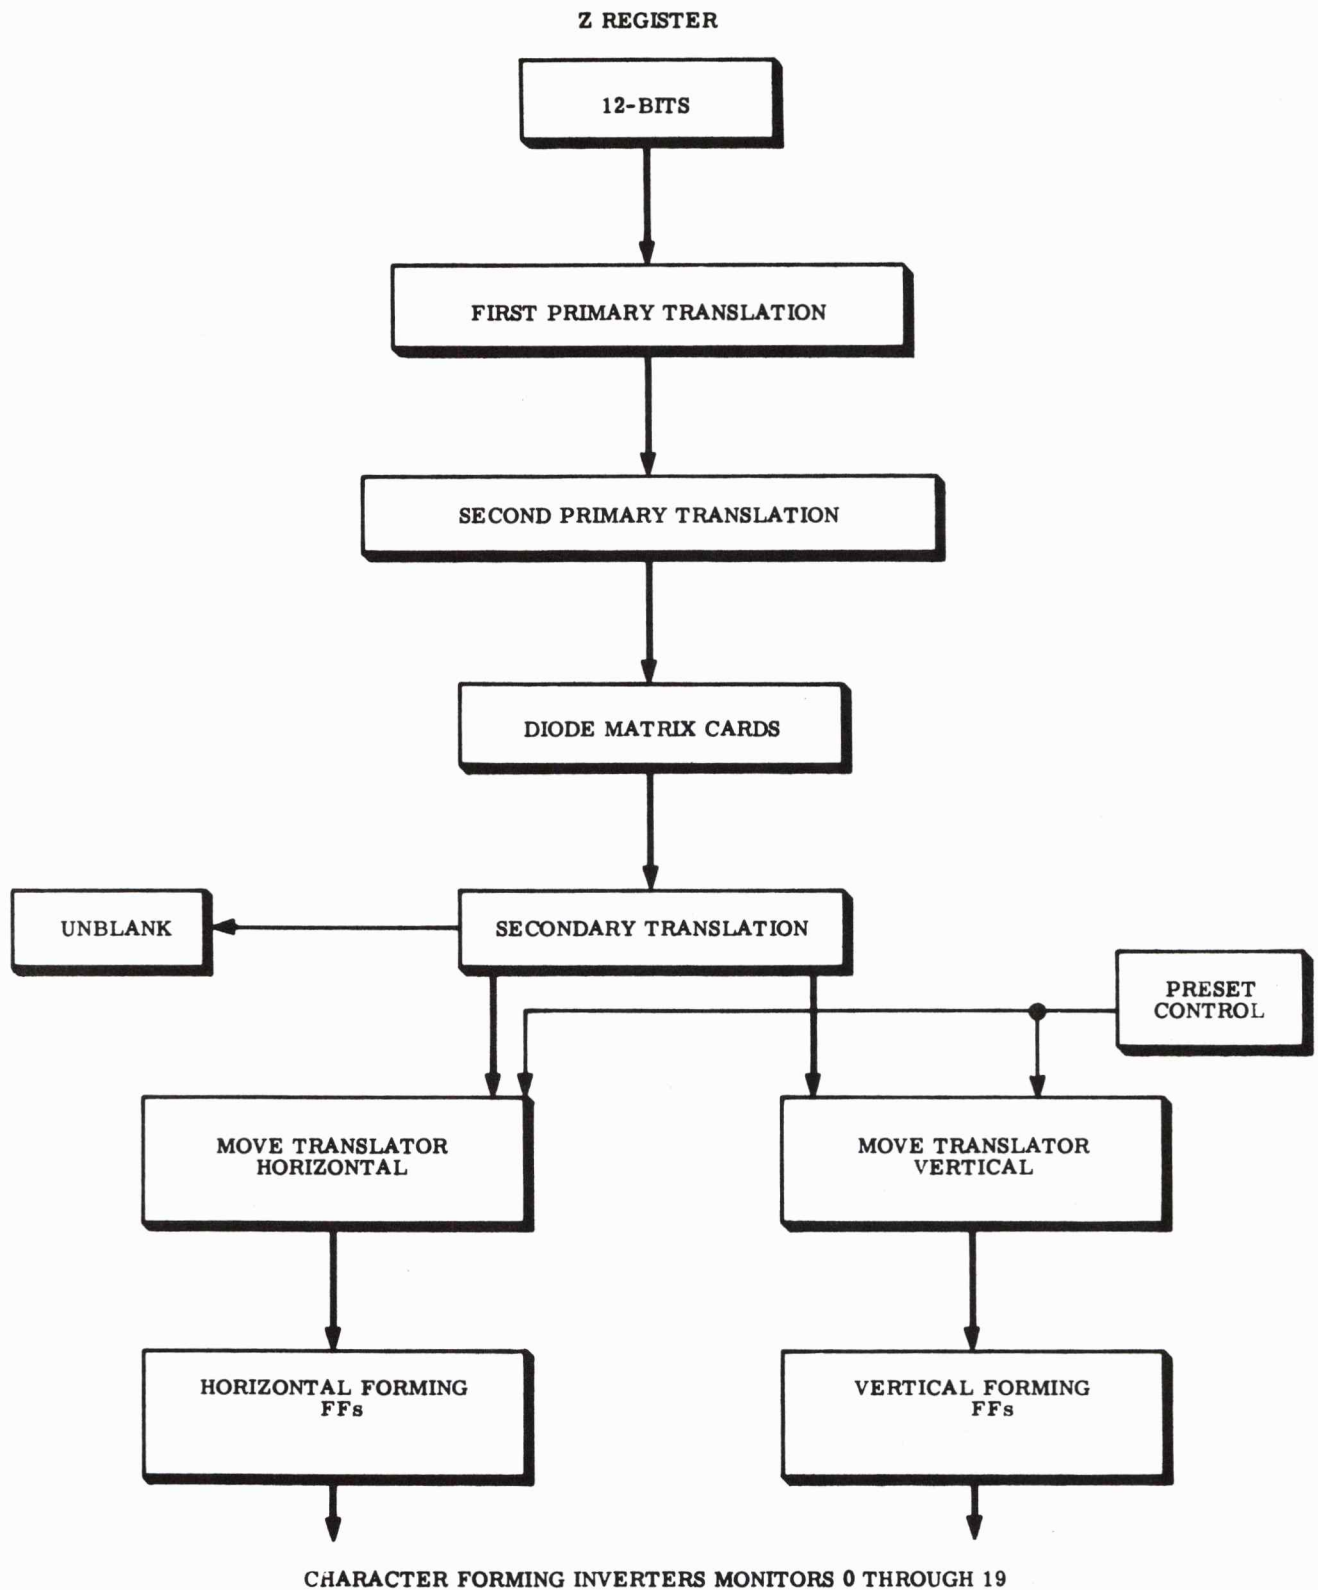 Z REGISTER
12-BITS
FIRST PRIMARY TRANSLATION
SECOND PRIMARY TRANSLATION
DIODE MATRIX CARDS
UNBLANK
SECONDARY TRANSLATION
PRESET
CONTROL
MOVE TRANSLATOR
HORIZONTAL
MOVE TRANSLATOR
VERTICAL
HORIZONTAL FORMING
FFs
VERTICAL FORMING
FFs
CHARACTER FORMING INVERTERS MONITORS 0 THROUGH 19